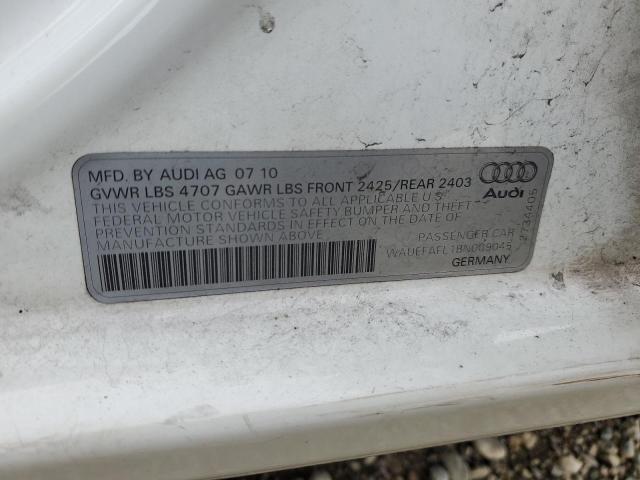 MFD. BY AUDI AG 07 10
GVWR LBS 4707 GAWR LBS FRONT 2425/REAR 2403
THIS VEHICLE CONFORMS TO ALL APPLICABLE U.S.
FEDERAL MOTOR VEHICLE SAFETY BUMPER AND THEFT
PREVENTION STANDARDS IN EFFECT ON THE DATE OF
MANUFACTURE SHOWN ABOVE
PASSENGER CAR
WAUEFAFL1BN009045
GERMANY
Audi
2734405